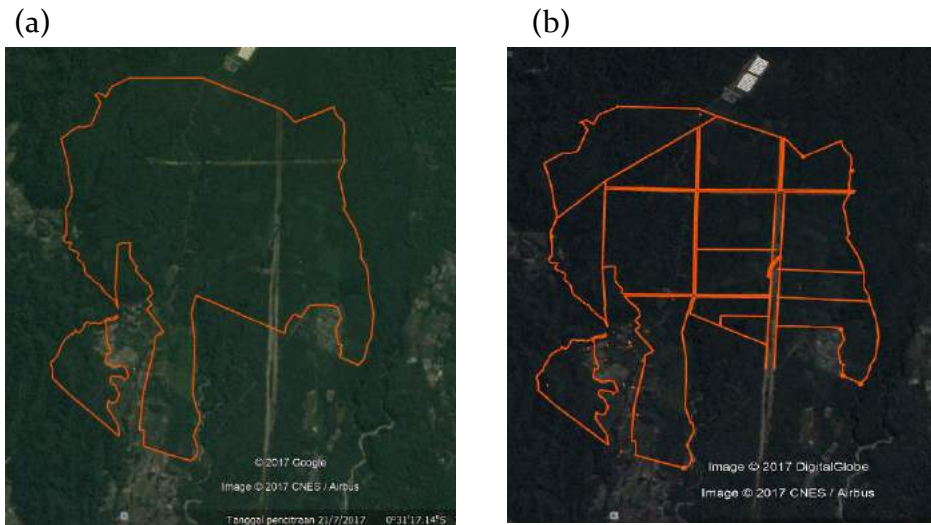 (a)
(b)
© 2017 Google
Image © 2017 CNES / Airbus
Tanggal pencitraan 21/7/2017 0°31'17.14"S
Image © 2017 DigitalGlobe
Image © 2017 CNES / Airbus